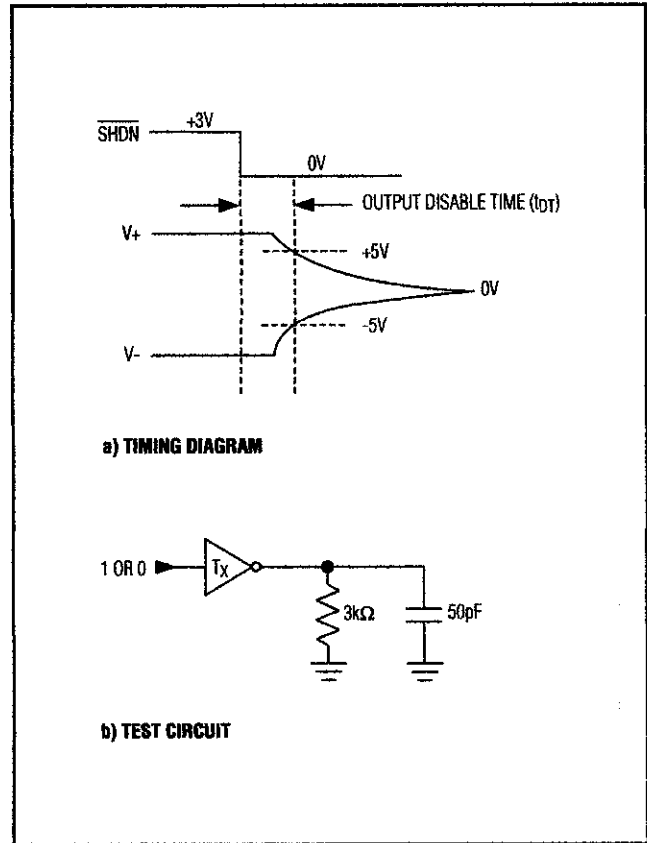 SHDN +3V
0V
OUTPUT DISABLE TIME (tDT)
V+
+5V
0V
-5V
V-
a) TIMING DIAGRAM
1 OR 0 TX
3kΩ 50pF
b) TEST CIRCUIT